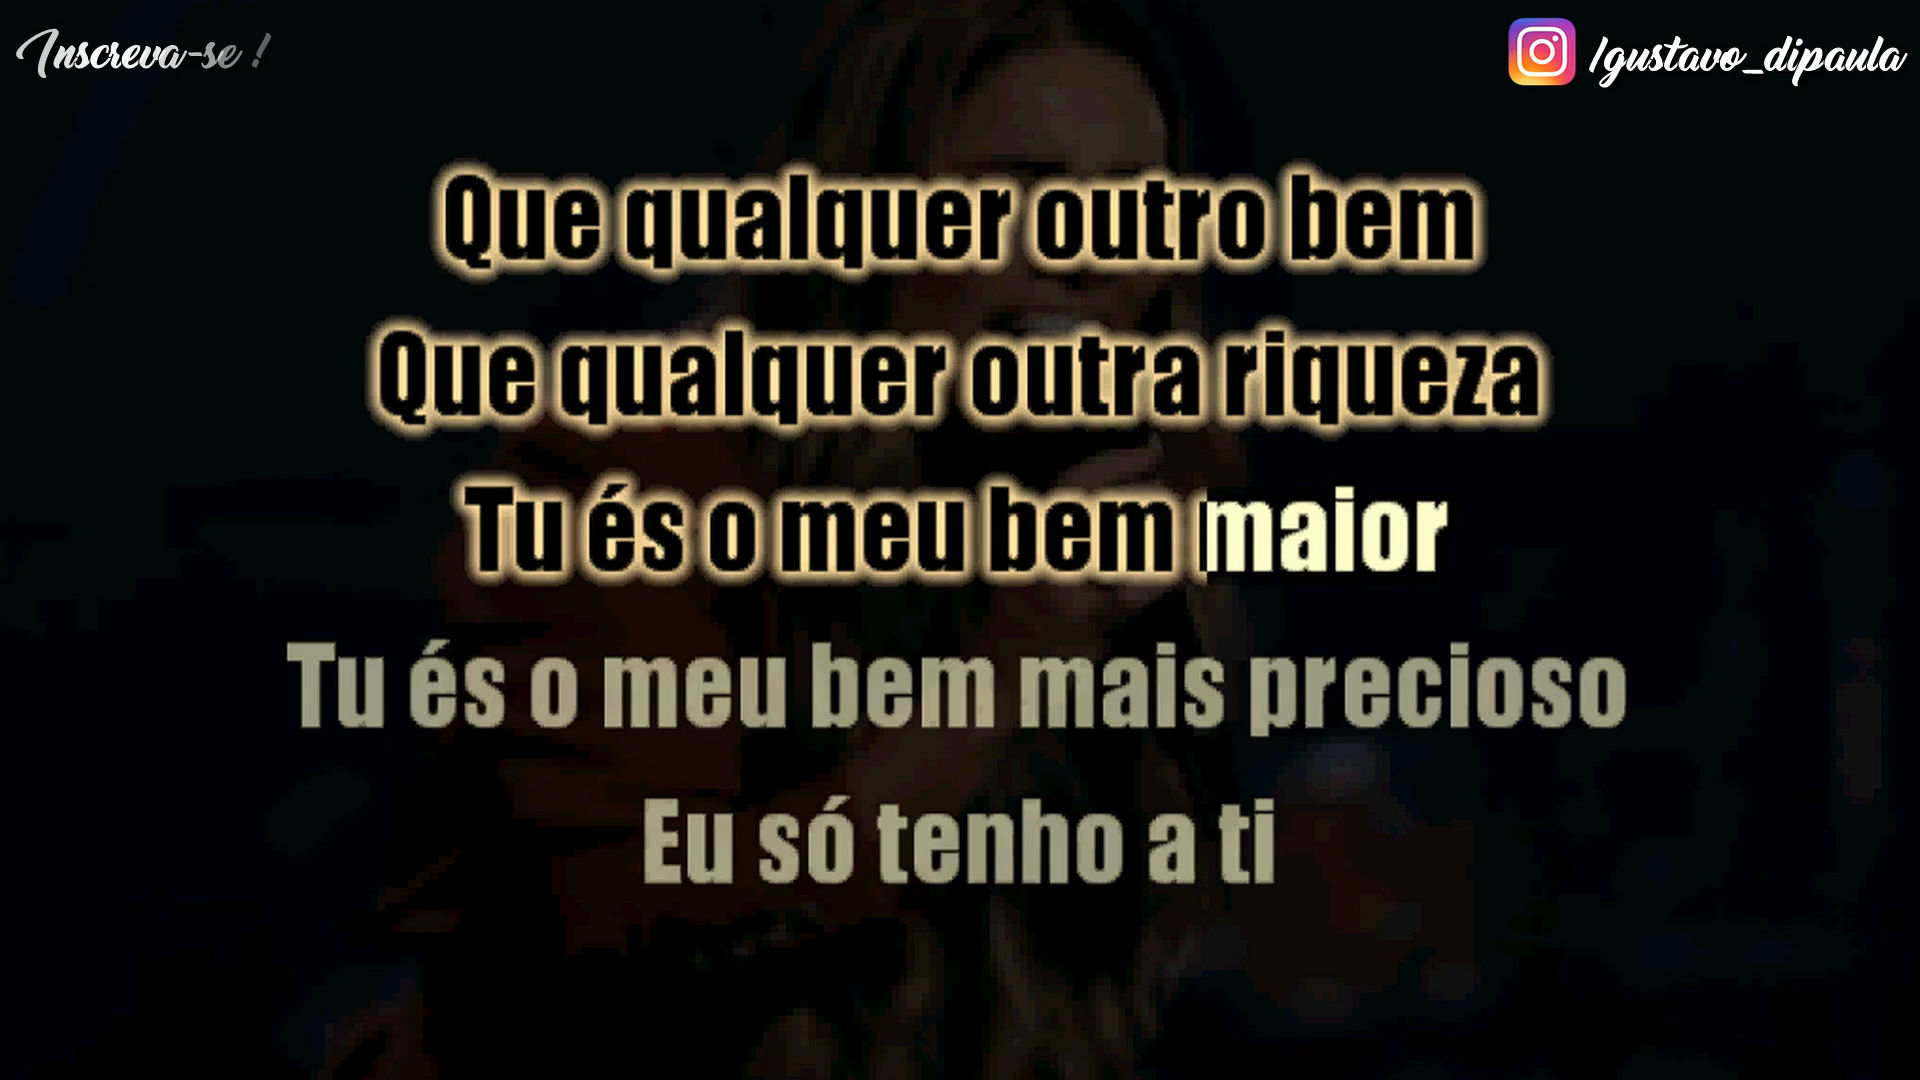 Inscreva-se !
/gustavo_dipaula
Que qualquer outro bem
Que qualquer outra riqueza
Tu és o meu bem maior
Tu és o meu bem mais precioso
Eu só tenho a ti